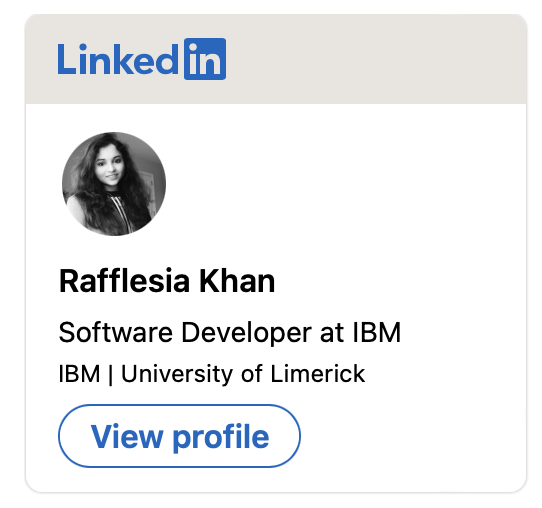 Linkedin
Rafflesia Khan
Software Developer at IBM
IBM | University of Limerick
View profile